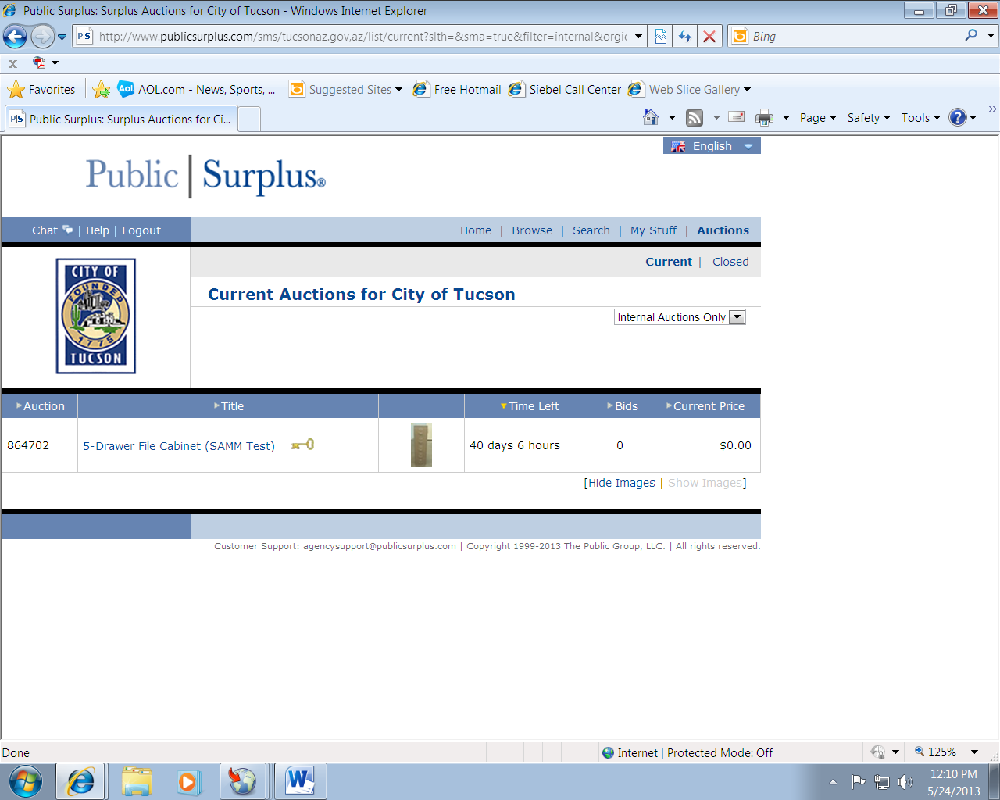 Public Surplus: Surplus Auctions for City of Tucson - Windows Internet Explorer
P|S http://www.publicsurplus.com/sms/tucsonaz.gov,az/list/current?slth=&sma=true&filter=internal&orgic
Bing
x
Favorites
Aol. AOL.com - News, Sports, ...
Suggested Sites
Free Hotmail
Siebel Call Center
Web Slice Gallery
P|S Public Surplus: Surplus Auctions for Ci...
Page Safety Tools
English
Public | Surplus®
Chat | Help | Logout
Home | Browse | Search | My Stuff | Auctions
CITY OF
FOUNDED
1775
TUCSON
Current | Closed
Current Auctions for City of Tucson
Internal Auctions Only
Auction Title Time Left Bids Current Price
864702 5-Drawer File Cabinet (SAMM Test) 40 days 6 hours 0 $0.00
[Hide Images | Show Images]
Customer Support: agencysupport@publicsurplus.com | Copyright 1999-2013 The Public Group, LLC. | All rights reserved.
Done
Internet | Protected Mode: Off
125%
12:10 PM
5/24/2013